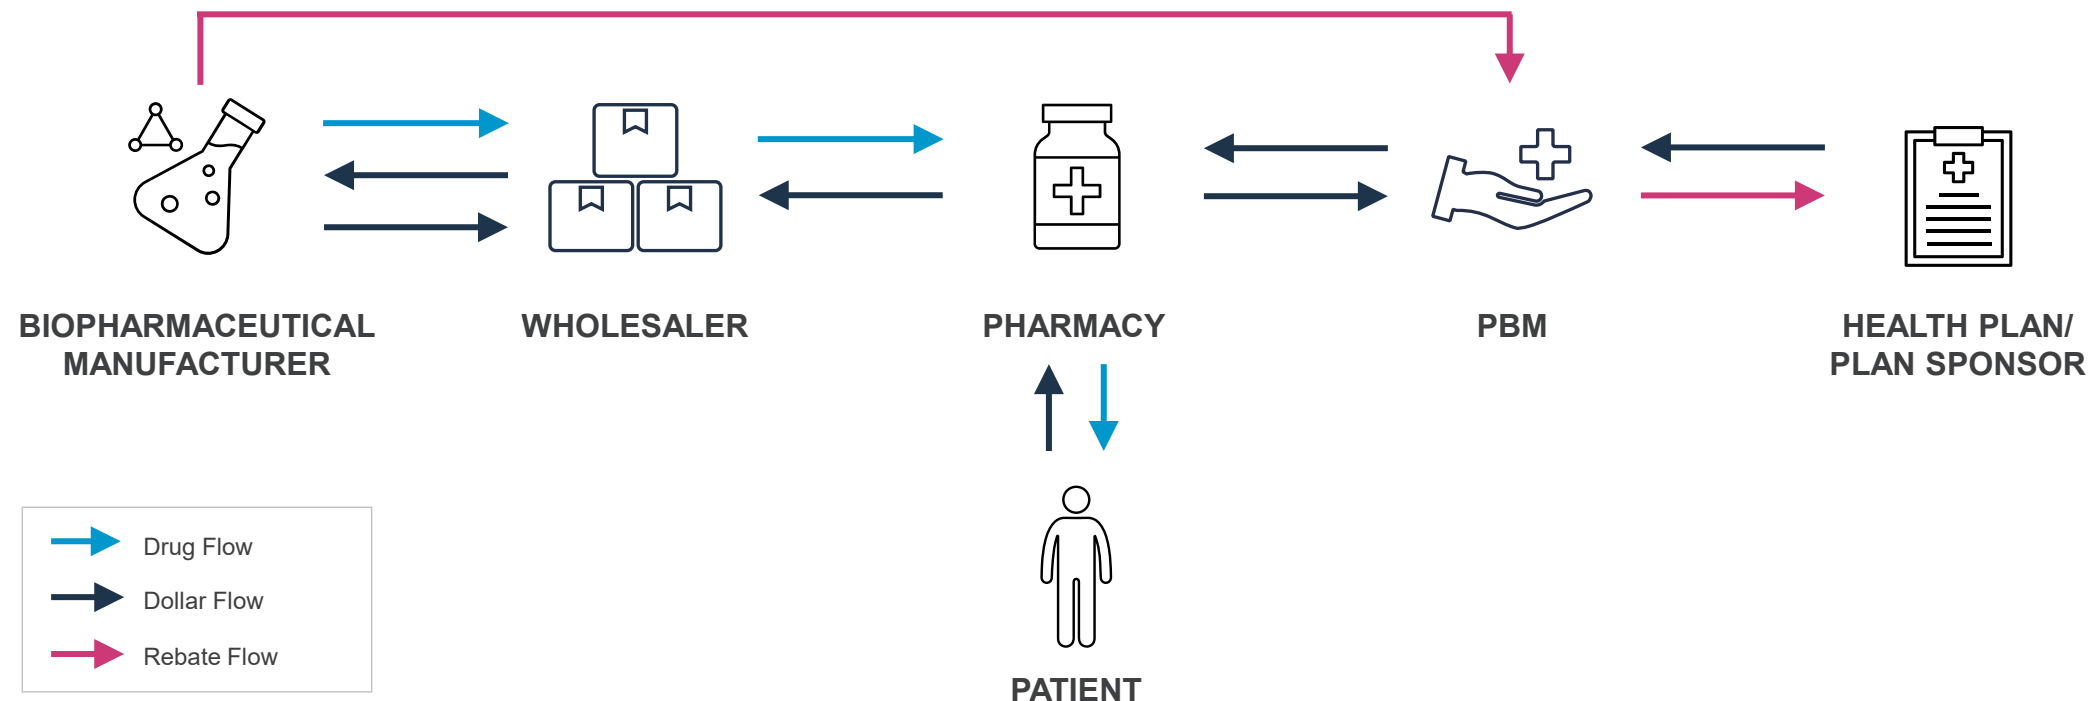 BIOPHARMACEUTICAL
MANUFACTURER
WHOLESALER
PHARMACY
PBM
HEALTH PLAN/
PLAN SPONSOR
PATIENT
Drug Flow
Dollar Flow
Rebate Flow